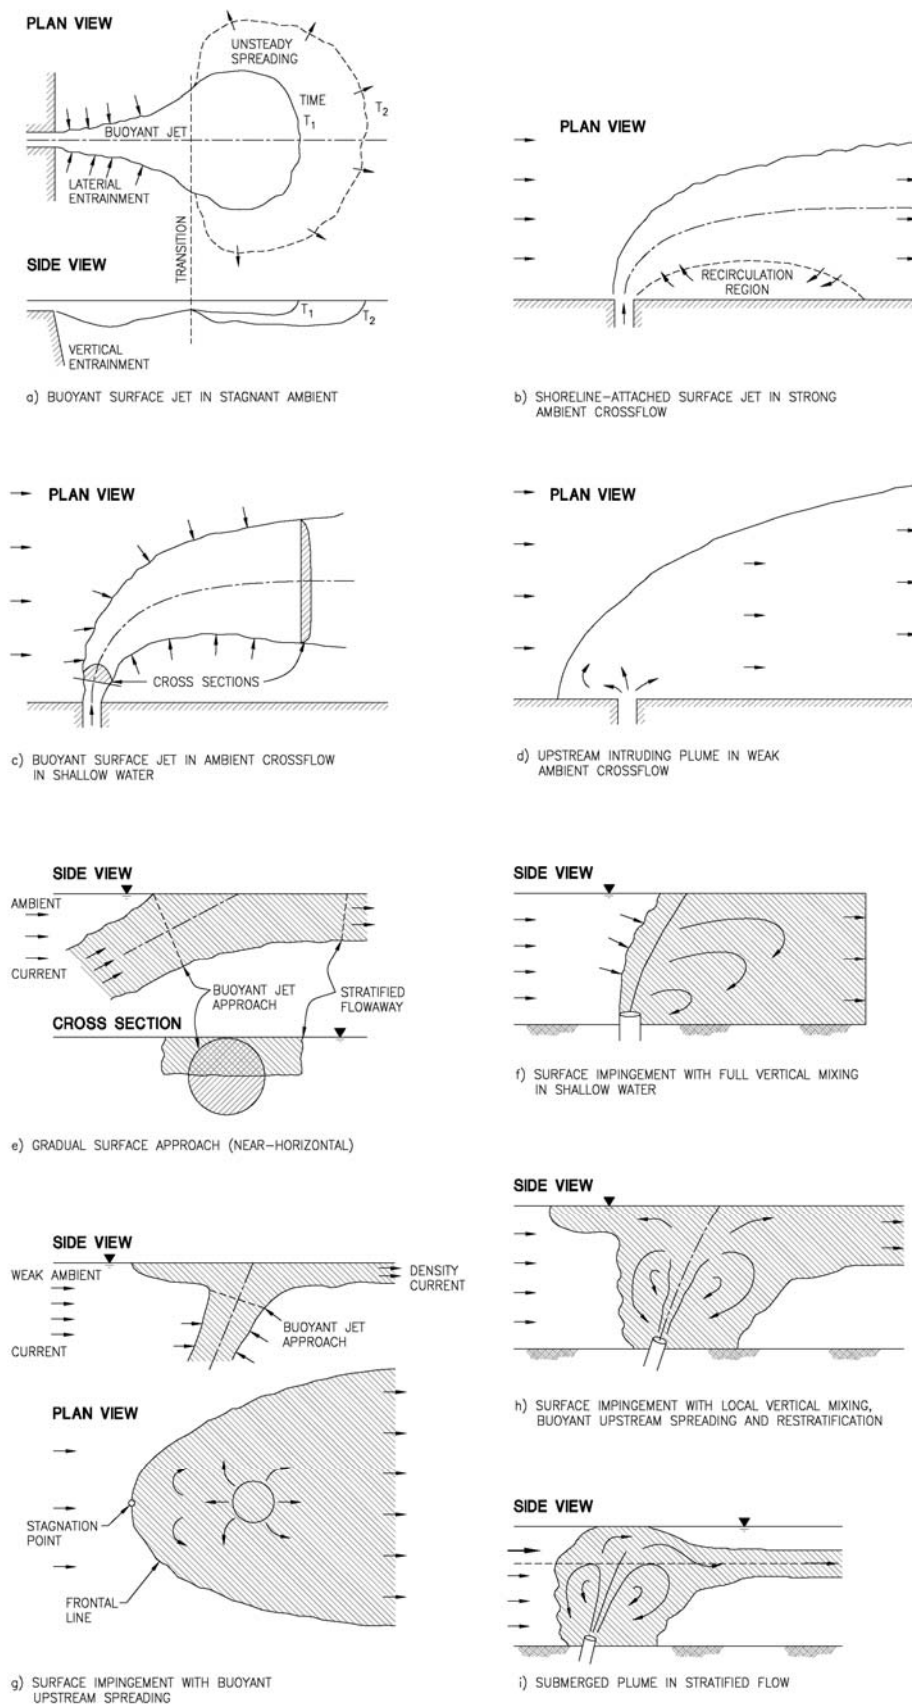 PLAN VIEW
UNSTEADY
SPREADING
TIME
T1
T2
BUOYANT JET
LATERIAL
ENTRAINMENT
TRANSITION
SIDE VIEW
T1
T2
VERTICAL
ENTRAINMENT
a) BUOYANT SURFACE JET IN STAGNANT AMBIENT
PLAN VIEW
RECIRCULATION
REGION
b) SHORELINE-ATTACHED SURFACE JET IN STRONG
AMBIENT CROSSFLOW
PLAN VIEW
CROSS SECTIONS
c) BUOYANT SURFACE JET IN AMBIENT CROSSFLOW
IN SHALLOW WATER
PLAN VIEW
d) UPSTREAM INTRUDING PLUME IN WEAK
AMBIENT CROSSFLOW
SIDE VIEW
AMBIENT
CURRENT
BUOYANT JET
APPROACH
STRATIFIED
FLOWAWAY
CROSS SECTION
e) GRADUAL SURFACE APPROACH (NEAR-HORIZONTAL)
SIDE VIEW
f) SURFACE IMPINGEMENT WITH FULL VERTICAL MIXING
IN SHALLOW WATER
SIDE VIEW
WEAK AMBIENT
CURRENT
DENSITY
CURRENT
BUOYANT JET
APPROACH
PLAN VIEW
STAGNATION
POINT
FRONTAL
LINE
g) SURFACE IMPINGEMENT WITH BUOYANT
UPSTREAM SPREADING
SIDE VIEW
h) SURFACE IMPINGEMENT WITH LOCAL VERTICAL MIXING,
BUOYANT UPSTREAM SPREADING AND RESTRATIFICATION
SIDE VIEW
i) SUBMERGED PLUME IN STRATIFIED FLOW